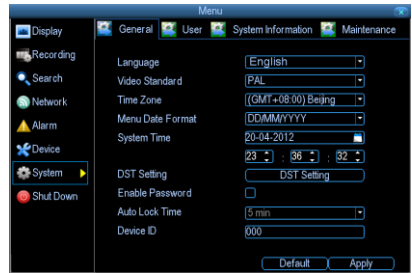 Menu
Display
Recording
Search
Network
Alarm
Device
System
Shut Down
General User System Information Maintenance
Language English
Video Standard PAL
Time Zone (GMT+08:00) Beijing
Menu Date Format DD/MM/YYYY
System Time 20-04-2012
23 : 36 : 32
DST Setting DST Setting
Enable Password
Auto Lock Time 5 min
Device ID 000
Default Apply